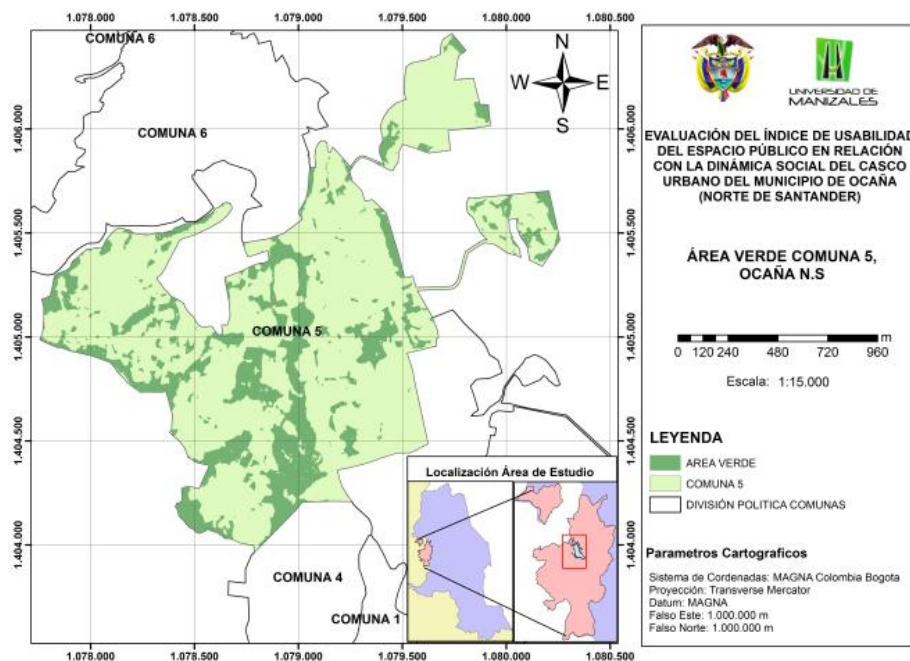 1.078.000 1.078.500 1.079.000 1.079.500 1.080.000 1.080.500
COMUNA 6
N
W E
S
COMUNA 6
1.406.000 1.406.000
1.405.500 1.405.500
COMUNA 5
1.405.000 1.405.000
1.404.500 1.404.500
Localización Área de Estudio
1.404.000 1.404.000
COMUNA 4
COMUNA 1
1.078.000 1.078.500 1.079.000 1.079.500 1.080.000 1.080.500
UNIVERSIDAD DE
MANIZALES
EVALUACIÓN DEL ÍNDICE DE USABILIDAD
DEL ESPACIO PÚBLICO EN RELACIÓN
CON LA DINÁMICA SOCIAL DEL CASCO
URBANO DEL MUNICIPIO DE OCAÑA
(NORTE DE SANTANDER)
ÁREA VERDE COMUNA 5,
OCAÑA N.S
m
0 120 240 480 720 960
Escala: 1:15.000
LEYENDA
AREA VERDE
COMUNA 5
DIVISIÓN POLITICA COMUNAS
Parametros Cartograficos
Sistema de Cordenadas: MAGNA Colombia Bogota
Proyección: Transverse Mercator
Datum: MAGNA
Falso Este: 1.000.000 m
Falso Norte: 1.000.000 m